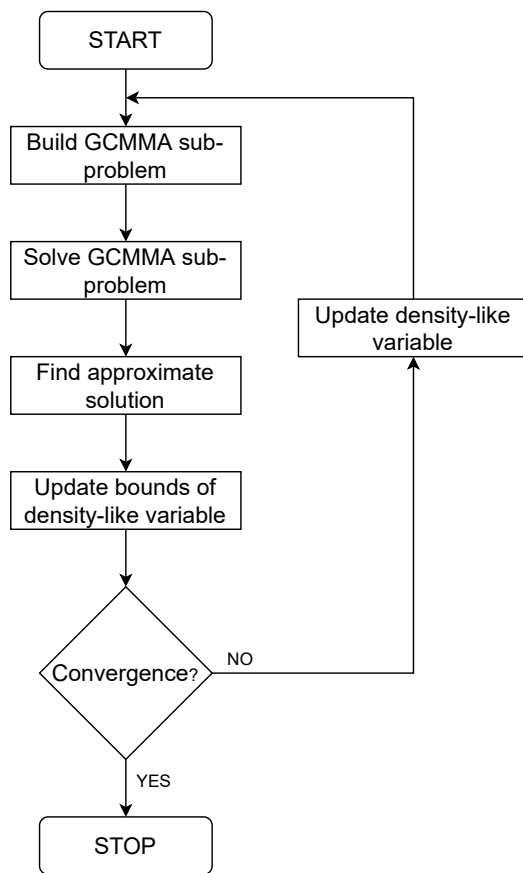 START
Build GCMMA sub-
problem
Solve GCMMA sub-
problem
Find approximate
solution
Update bounds of
density-like variable
Convergence?
NO
Update density-like
variable
YES
STOP